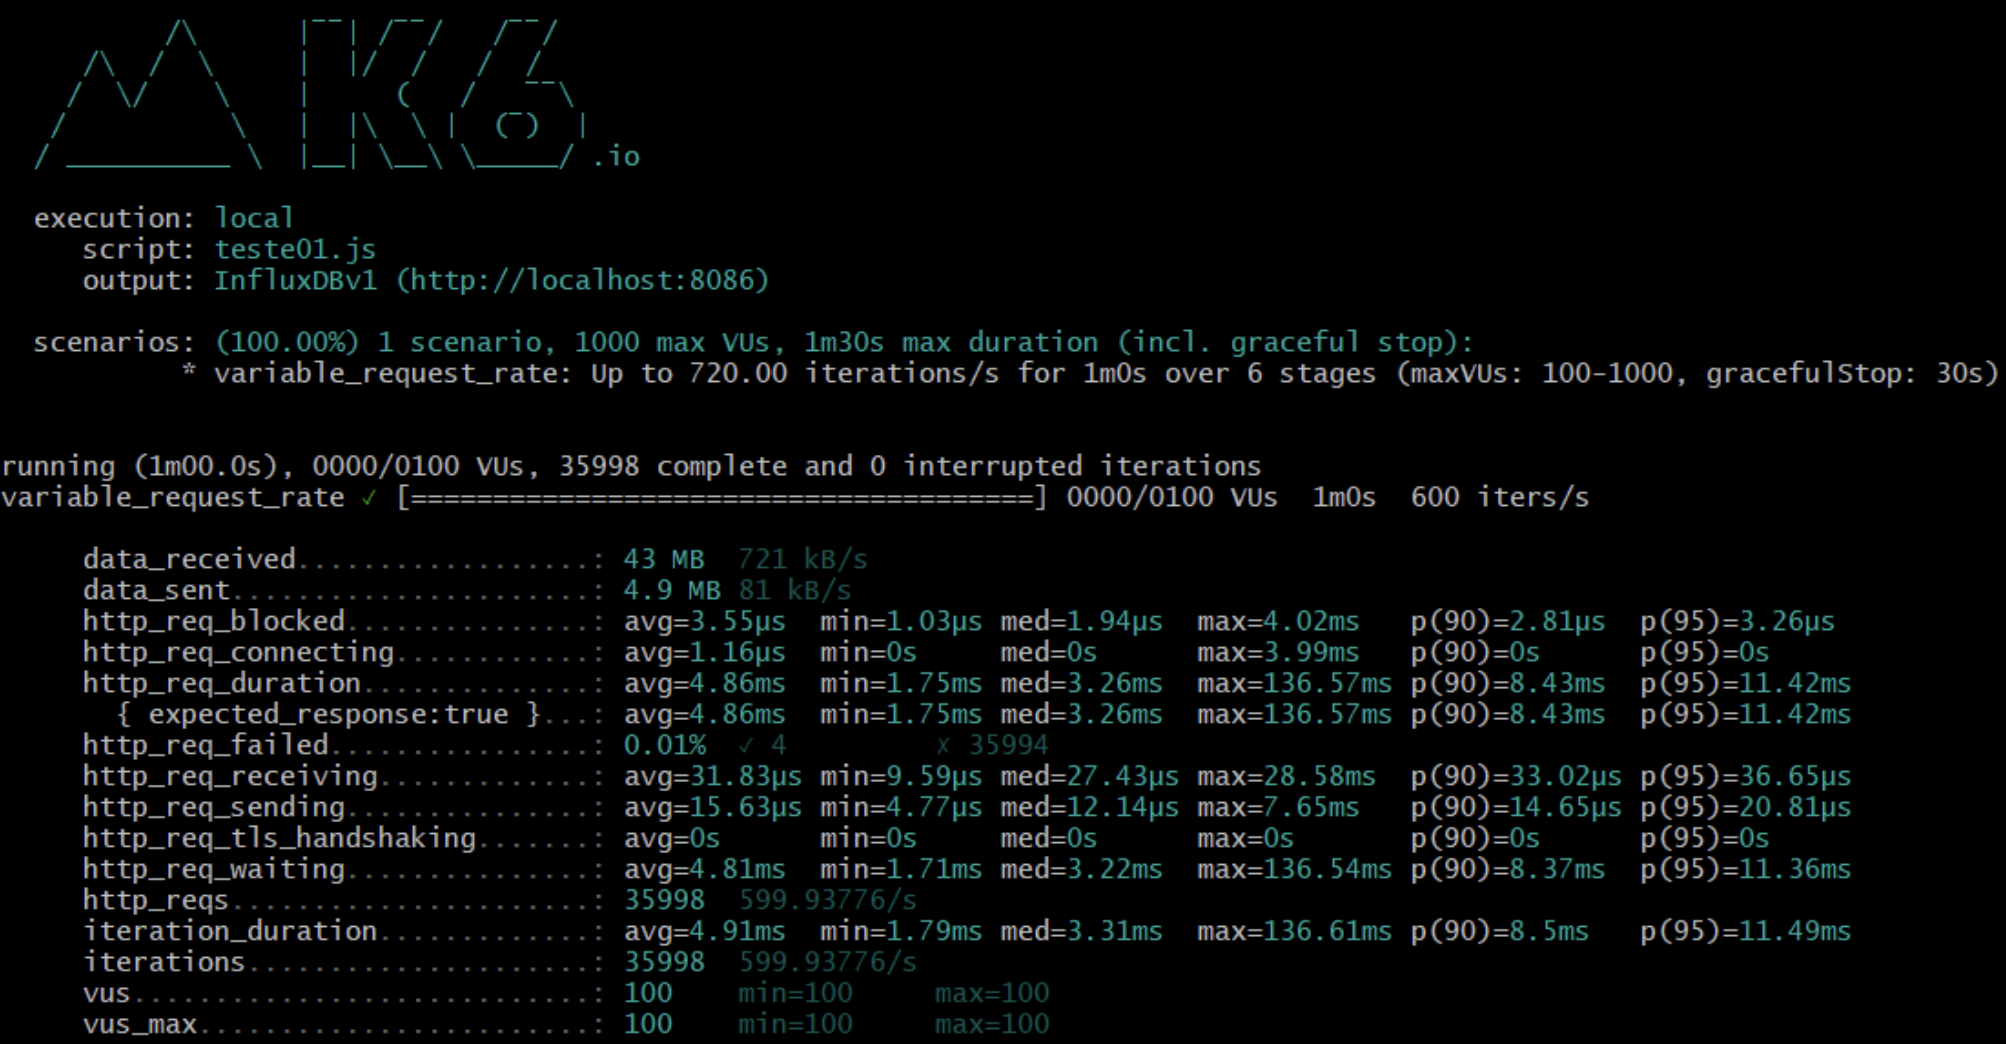 /\      |‾‾| /‾‾/   /‾‾/
     /\  /  \     |  |/  /   /  /
    /  \/    \    |     (   /   ‾‾\
   /          \   |  |\  \ |  (‾)  |
  / __________ \  |__| \__\ \_____/ .io
execution: local
script: teste01.js
output: InfluxDBv1 (http://localhost:8086)
scenarios: (100.00%) 1 scenario, 1000 max VUs, 1m30s max duration (incl. graceful stop):
* variable_request_rate: Up to 720.00 iterations/s for 1m0s over 6 stages (maxVUs: 100-1000, gracefulStop: 30s)
running (1m00.0s), 0000/0100 VUs, 35998 complete and 0 interrupted iterations
variable_request_rate ✓ [======================================] 0000/0100 VUs  1m0s  600 iters/s
data_received..................: 43 MB  721 kB/s
data_sent......................: 4.9 MB 81 kB/s
http_req_blocked...............: avg=3.55µs  min=1.03µs med=1.94µs  max=4.02ms   p(90)=2.81µs  p(95)=3.26µs
http_req_connecting............: avg=1.16µs  min=0s     med=0s      max=3.99ms   p(90)=0s      p(95)=0s
http_req_duration..............: avg=4.86ms  min=1.75ms med=3.26ms  max=136.57ms p(90)=8.43ms  p(95)=11.42ms
{ expected_response:true }...: avg=4.86ms  min=1.75ms med=3.26ms  max=136.57ms p(90)=8.43ms  p(95)=11.42ms
http_req_failed................: 0.01%  ✓ 4         ✗ 35994
http_req_receiving.............: avg=31.83µs min=9.59µs med=27.43µs max=28.58ms  p(90)=33.02µs p(95)=36.65µs
http_req_sending...............: avg=15.63µs min=4.77µs med=12.14µs max=7.65ms   p(90)=14.65µs p(95)=20.81µs
http_req_tls_handshaking.......: avg=0s      min=0s     med=0s      max=0s       p(90)=0s      p(95)=0s
http_req_waiting...............: avg=4.81ms  min=1.71ms med=3.22ms  max=136.54ms p(90)=8.37ms  p(95)=11.36ms
http_reqs......................: 35998  599.93776/s
iteration_duration.............: avg=4.91ms  min=1.79ms med=3.31ms  max=136.61ms p(90)=8.5ms   p(95)=11.49ms
iterations.....................: 35998  599.93776/s
vus............................: 100    min=100     max=100
vus_max........................: 100    min=100     max=100